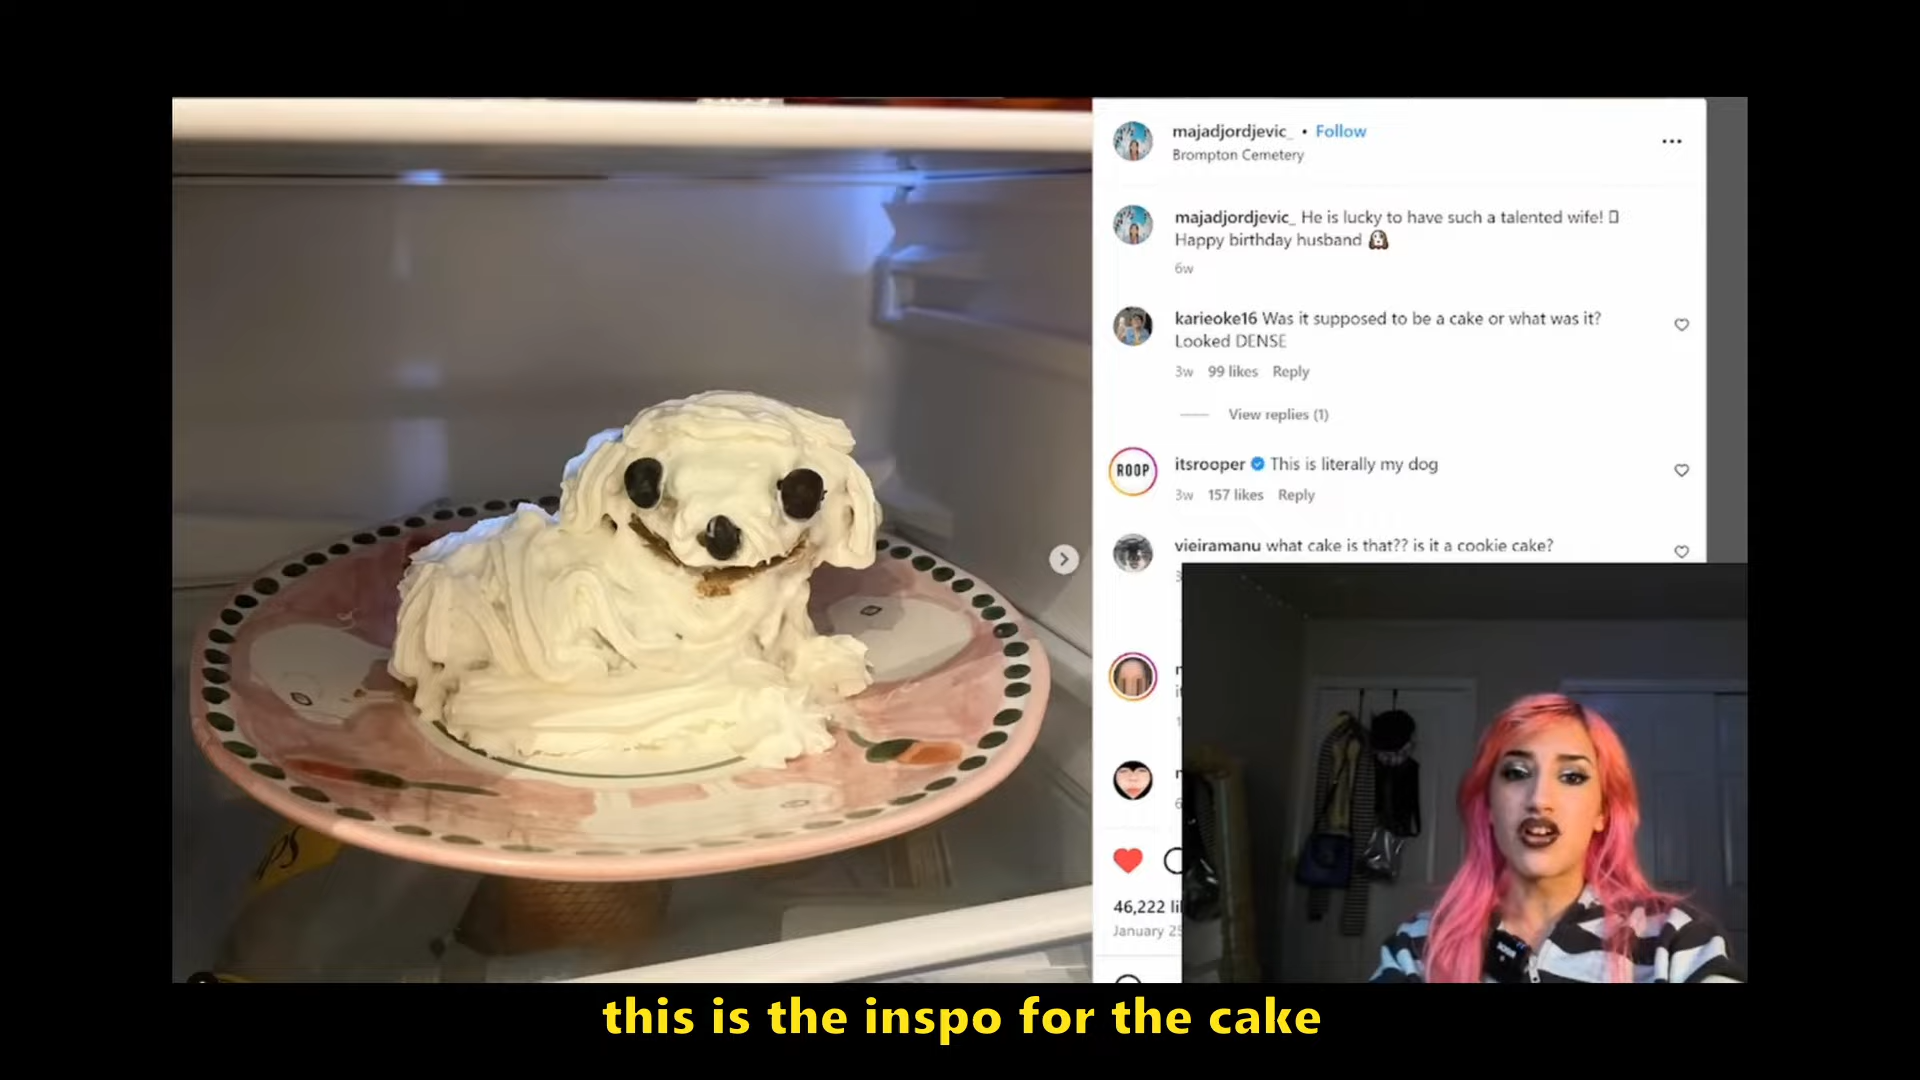 majadjordjevic_ • Follow
Brompton Cemetery
majadjordjevic_ He is lucky to have such a talented wife!
Happy birthday husband
6w
karieoke16 Was it supposed to be a cake or what was it?
Looked DENSE
3w 99 likes Reply
View replies (1)
ROOP
itsrooper This is literally my dog
3w 157 likes Reply
vieiramanu what cake is that?? is it a cookie cake?
46,222 li
January 25
this is the inspo for the cake